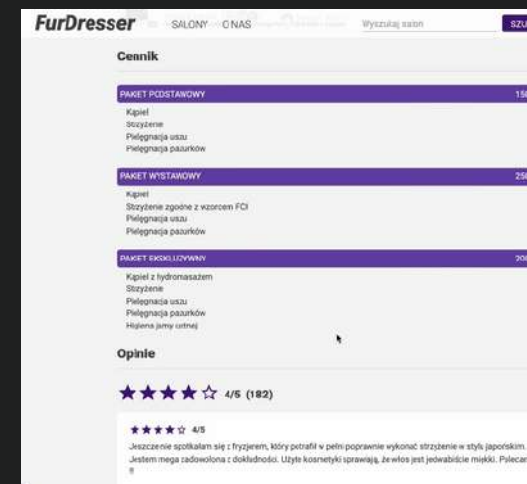 FurDresser
SALONY O NAS
Wyszukaj salon
SZU
Cennik
PAKIET PODSTAWOWY
Kąpiel
Strzyżenie
Pielęgnacja uszu
Pielęgnacja pazurków
PAKIET WYSTAWOWY
Kąpiel
Strzyżenie zgodne z wzorcem FCI
Pielęgnacja uszu
Pielęgnacja pazurków
PAKIET EKSKLUZYWNY
Kąpiel z hydromasażem
Strzyżenie
Pielęgnacja uszu
Pielęgnacja pazurków
Higiena jamy ustnej
Opinie
4/5 (182)
4/5
Jeszcze nie spotkałam się z fryzjerem, który potrafił w pełni poprawnie wykonać strzyżenie w stylu japońskim.
Jestem mega zadowolona z dokładności. Użyte kosmetyki sprawiają, że włos jest jedwabiście miękki. Polecam
!!